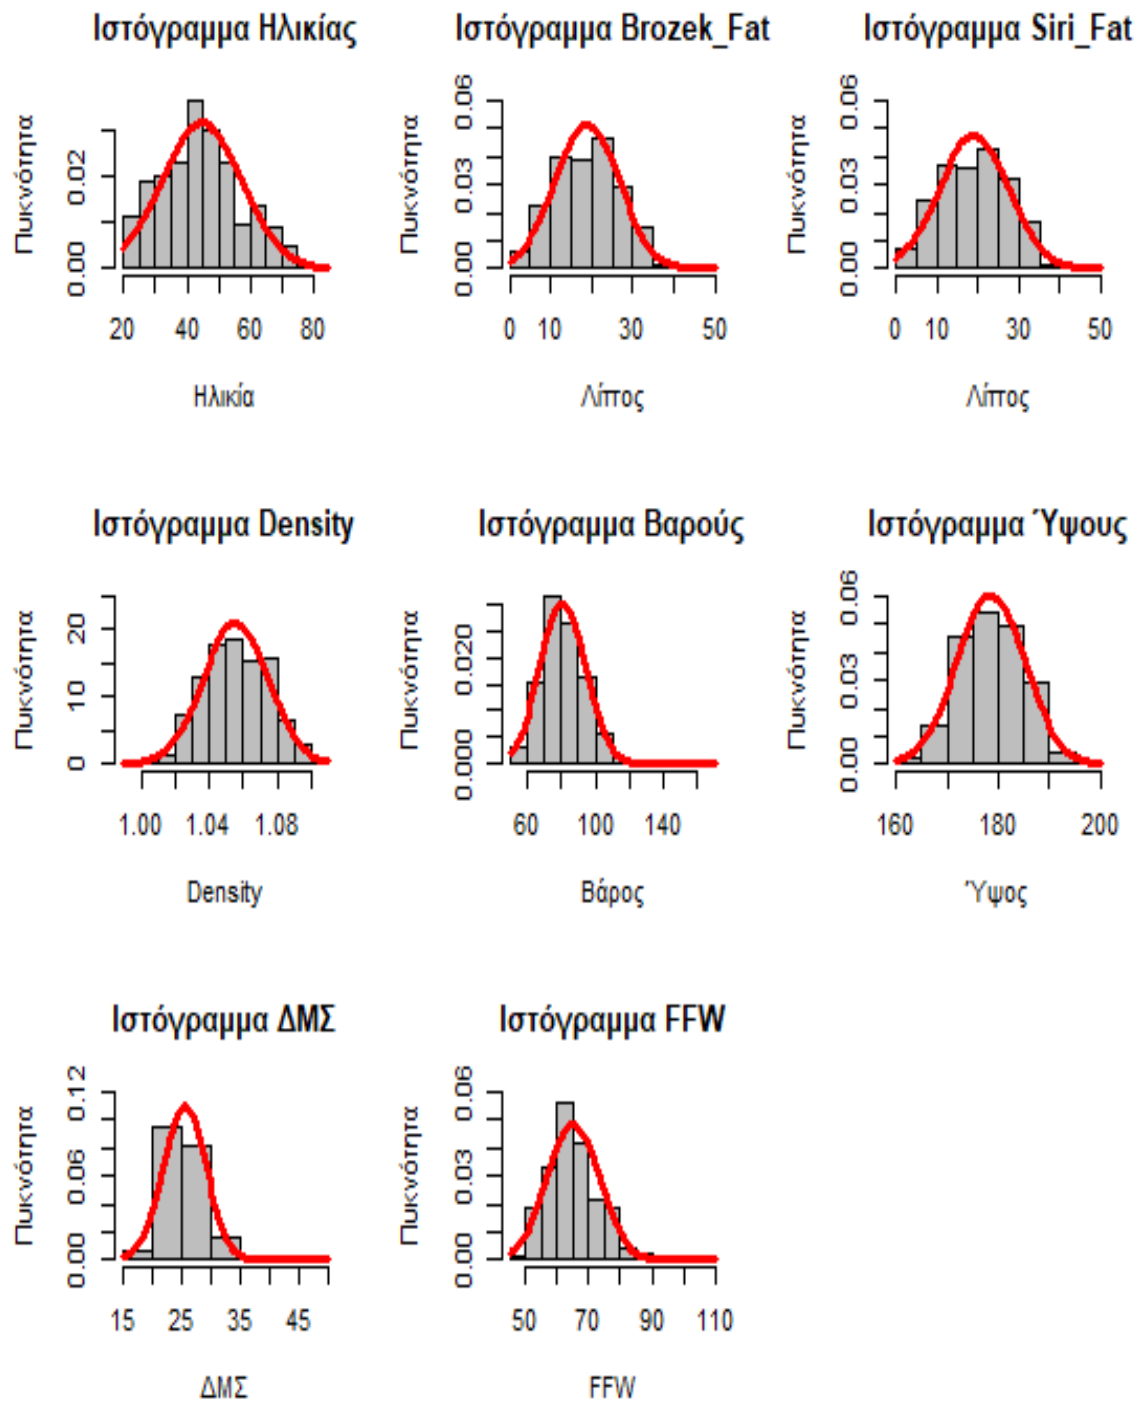 Ιστόγραμμα Ηλικίας
Πυκνότητα
0.00 0.02
20 40 60 80
Ηλικία
Ιστόγραμμα Brozek_Fat
Πυκνότητα
0.00 0.03 0.06
0 10 30 50
Λίπος
Ιστόγραμμα Siri_Fat
Πυκνότητα
0.00 0.03 0.06
0 10 30 50
Λίπος
Ιστόγραμμα Density
Πυκνότητα
0 10 20
1.00 1.04 1.08
Density
Ιστόγραμμα Βαρούς
Πυκνότητα
0.000 0.020
60 100 140
Βάρος
Ιστόγραμμα Ύψους
Πυκνότητα
0.00 0.03 0.06
160 180 200
Ύψος
Ιστόγραμμα ΔΜΣ
Πυκνότητα
0.00 0.06 0.12
15 25 35 45
ΔΜΣ
Ιστόγραμμα FFW
Πυκνότητα
0.00 0.03 0.06
50 70 90 110
FFW